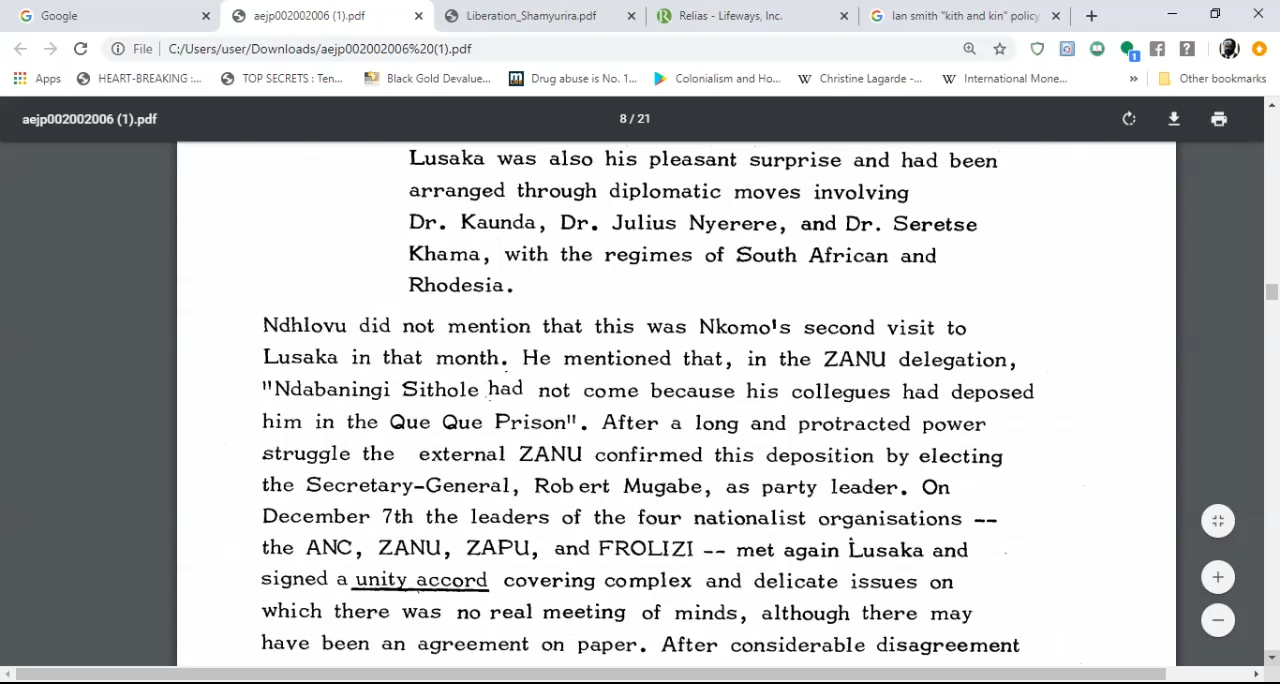 Google
aejp002002006 (1).pdf
Liberation_Shamyurira.pdf
Relias - Lifeways, Inc.
Ian smith "kith and kin" policy
File
C:/Users/user/Downloads/aejp002002006%20(1).pdf
1
Apps
HEART-BREAKING :...
TOP SECRETS : Ten...
Black Gold Devalue...
Drug abuse is No. 1...
Colonialism and Ho...
Christine Lagarde -...
International Mone...
»
Other bookmarks
aejp002002006 (1).pdf
8 / 21
Lusaka was also his pleasant surprise and had been
arranged through diplomatic moves involving
Dr. Kaunda, Dr. Julius Nyerere, and Dr. Seretse
Khama, with the regimes of South African and
Rhodesia.
Ndhlovu did not mention that this was Nkomo's second visit to
Lusaka in that month. He mentioned that, in the ZANU delegation,
"Ndabaningi Sithole had not come because his collegues had deposed
him in the Que Que Prison". After a long and protracted power
struggle the external ZANU confirmed this deposition by electing
the Secretary-General, Robert Mugabe, as party leader. On
December 7th the leaders of the four nationalist organisations --
the ANC, ZANU, ZAPU, and FROLIZI -- met again Lusaka and
signed a unity accord covering complex and delicate issues on
which there was no real meeting of minds, although there may
have been an agreement on paper. After considerable disagreement